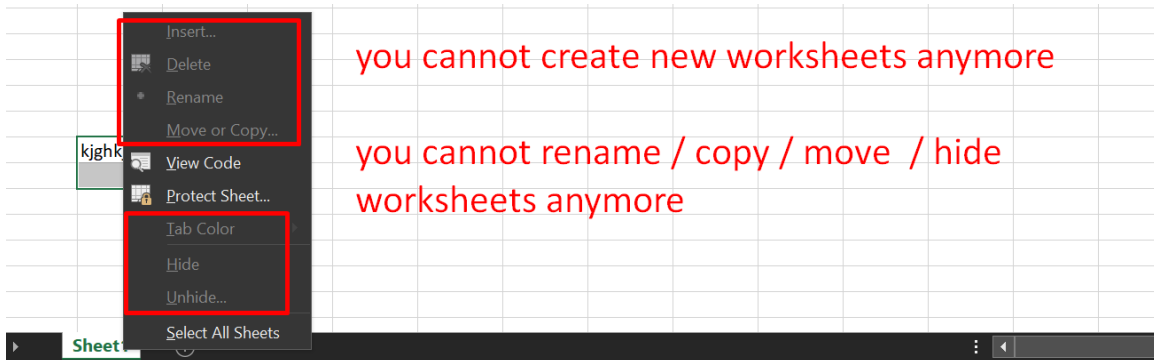 Insert...
you cannot create new worksheets anymore
Delete
Rename
Move or Copy...
kjghk
you cannot rename / copy / move / hide
View Code
Protect Sheet...
worksheets anymore
Tab Color
Hide
Unhide...
Select All Sheets
Sheet1